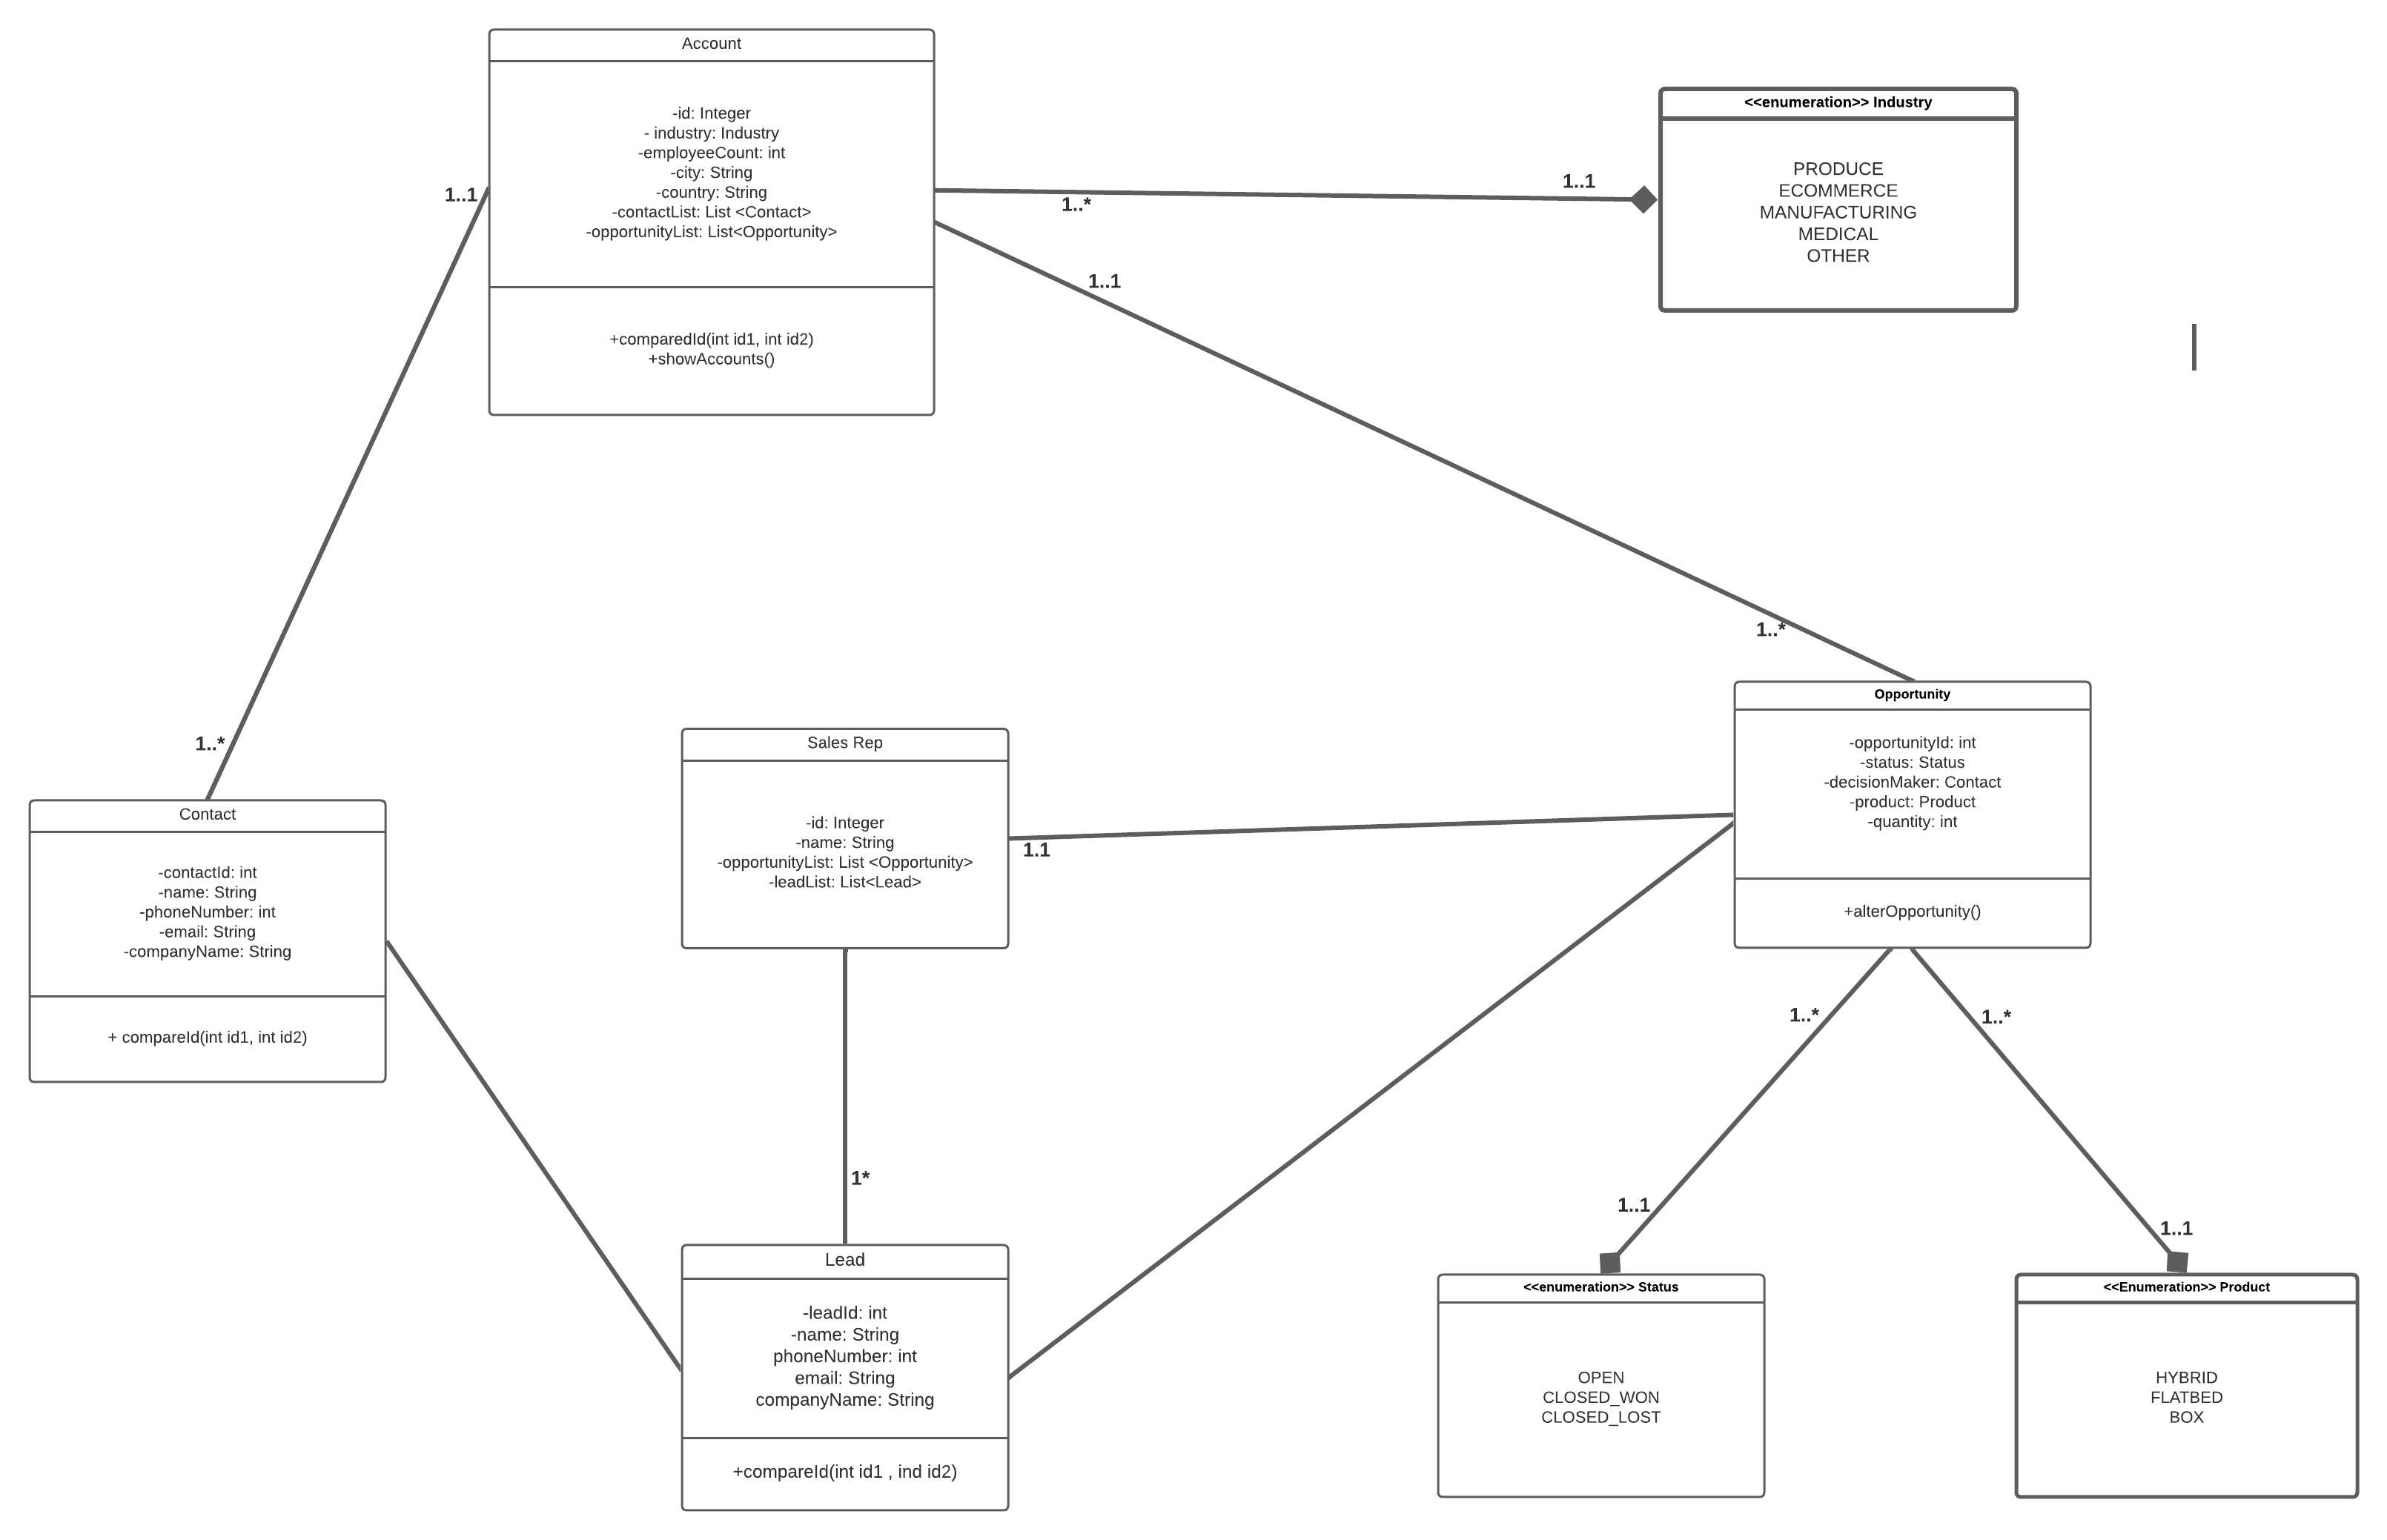 Account
-id: Integer
- industry: Industry
-employeeCount: int
-city: String
-country: String
-contactList: List <Contact>
-opportunityList: List<Opportunity>
+comparedId(int id1, int id2)
+showAccounts()
<<enumeration>> Industry
PRODUCE
ECOMMERCE
MANUFACTURING
MEDICAL
OTHER
1..1
1..*
1..1
1..1
1..*
1..*
Opportunity
-opportunityId: int
-status: Status
-decisionMaker: Contact
-product: Product
-quantity: int
+alterOpportunity()
Sales Rep
-id: Integer
-name: String
-opportunityList: List <Opportunity>
-leadList: List<Lead>
1.1
Contact
-contactId: int
-name: String
-phoneNumber: int
-email: String
-companyName: String
+ compareId(int id1, int id2)
1..*
1..*
1*
1..1
1..1
Lead
-leadId: int
-name: String
phoneNumber: int
email: String
companyName: String
+compareId(int id1 , ind id2)
<<enumeration>> Status
OPEN
CLOSED_WON
CLOSED_LOST
<<Enumeration>> Product
HYBRID
FLATBED
BOX